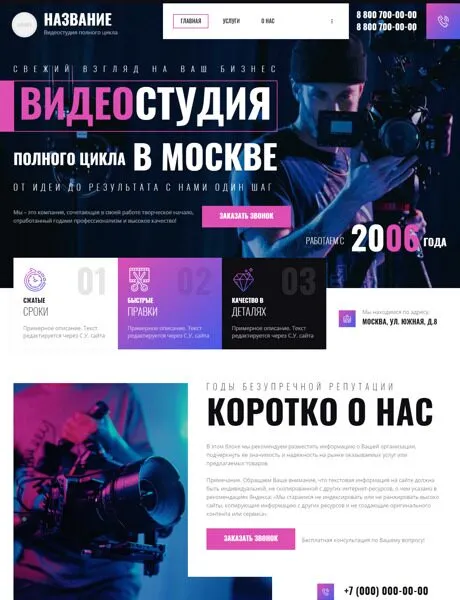 НАЗВАНИЕ
Видеостудия полного цикла
ГЛАВНАЯ
УСЛУГИ
О НАС
8 800 700-00-00
8 800 700-00-00
СВЕЖИЙ ВЗГЛЯД НА ВАШ БИЗНЕС
ВИДЕОСТУДИЯ
ПОЛНОГО ЦИКЛА В МОСКВЕ
ОТ ИДЕИ ДО РЕЗУЛЬТАТА С НАМИ ОДИН ШАГ
Мы – это компания, сочетающая в своей работе творческое начало,
отработанный годами профессионализм и высокое качество!
ЗАКАЗАТЬ ЗВОНОК
РАБОТАЕМ С 2006 ГОДА
01
СЖАТЫЕ
СРОКИ
Примерное описание. Текст
редактируется через С.У. сайта
02
БЫСТРЫЕ
ПРАВКИ
Примерное описание. Текст
редактируется через С.У. сайта
03
КАЧЕСТВО В
ДЕТАЛЯХ
Примерное описание. Текст
редактируется через С.У. сайта
Мы находимся по адресу:
МОСКВА, УЛ. ЮЖНАЯ, Д.8
ГОДЫ БЕЗУПРЕЧНОЙ РЕПУТАЦИИ
КОРОТКО О НАС
В этом блоке мы рекомендуем разместить информацию о Вашей организации,
подчеркнуть ее значимость и надежность на рынке оказываемых услуг или
предлагаемых товаров.
Примечание. Обращаем Ваше внимание, что текстовая информация на сайте должна
быть индивидуальной, не скопированной с других интернет-ресурсов, о чем указано в
рекомендациях Яндекса: «Мы стараемся не индексировать или не ранжировать высоко
сайты, копирующие информацию с других ресурсов и не создающие оригинального
контента или сервиса».
ЗАКАЗАТЬ ЗВОНОК
Бесплатная консультация по Вашему вопросу!
+7 (000) 000-00-00